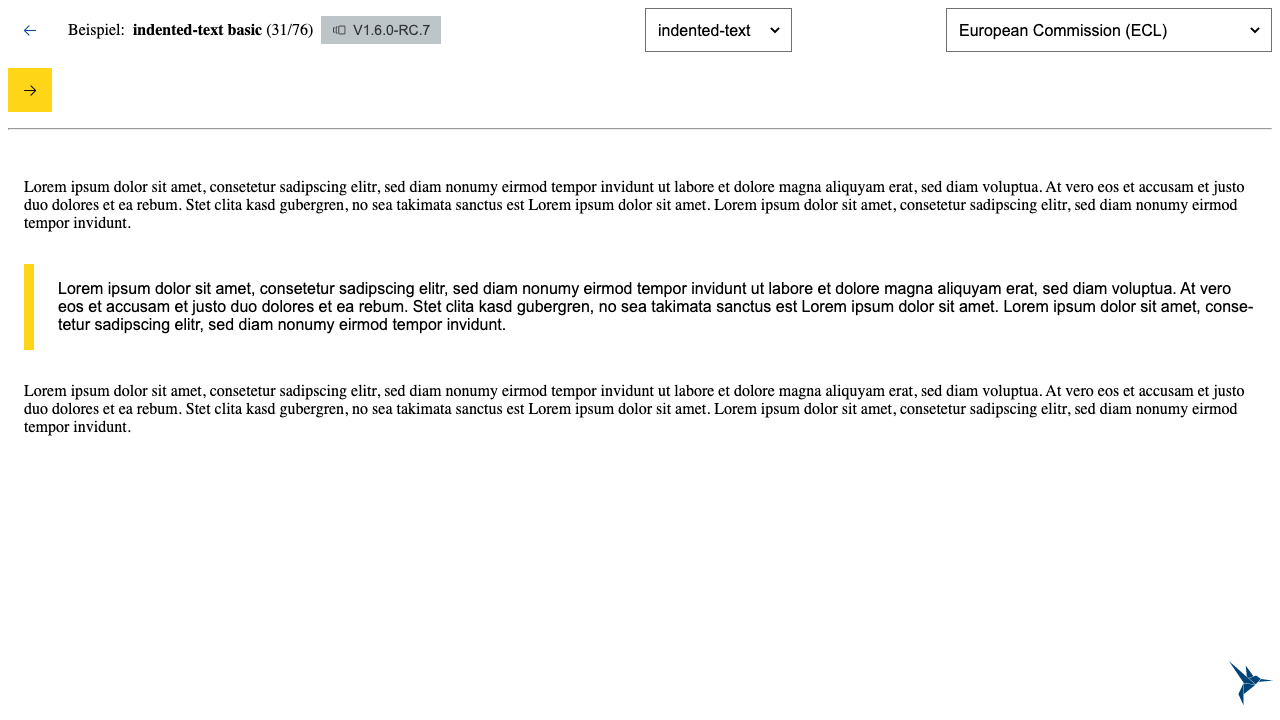 Beispiel: indented-text basic (31/76) V1.6.0-RC.7 indented-text European Commission (ECL)
Lorem ipsum dolor sit amet, consetetur sadipscing elitr, sed diam nonumy eirmod tempor invidunt ut labore et dolore magna aliquyam erat, sed diam voluptua. At vero eos et accusam et justo
duo dolores et ea rebum. Stet clita kasd gubergren, no sea takimata sanctus est Lorem ipsum dolor sit amet. Lorem ipsum dolor sit amet, consetetur sadipscing elitr, sed diam nonumy eirmod
tempor invidunt.
Lorem ipsum dolor sit amet, consetetur sadipscing elitr, sed diam nonumy eirmod tempor invidunt ut labore et dolore magna aliquyam erat, sed diam voluptua. At vero
eos et accusam et justo duo dolores et ea rebum. Stet clita kasd gubergren, no sea takimata sanctus est Lorem ipsum dolor sit amet. Lorem ipsum dolor sit amet, conse-
tetur sadipscing elitr, sed diam nonumy eirmod tempor invidunt.
Lorem ipsum dolor sit amet, consetetur sadipscing elitr, sed diam nonumy eirmod tempor invidunt ut labore et dolore magna aliquyam erat, sed diam voluptua. At vero eos et accusam et justo
duo dolores et ea rebum. Stet clita kasd gubergren, no sea takimata sanctus est Lorem ipsum dolor sit amet. Lorem ipsum dolor sit amet, consetetur sadipscing elitr, sed diam nonumy eirmod
tempor invidunt.